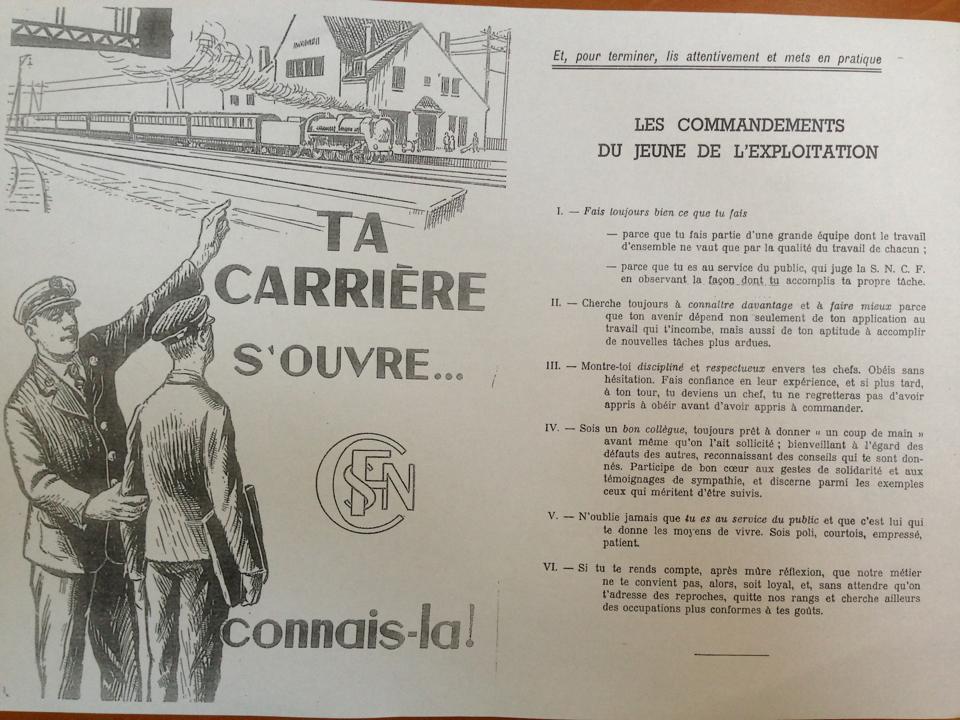 TA
CARRIÈRE
S'OUVRE...
SNCF
connais-la!
Et, pour terminer, lis attentivement et mets en pratique
LES COMMANDEMENTS
DU JEUNE DE L'EXPLOITATION
I. — Fais toujours bien ce que tu fais
— parce que tu fais partie d'une grande équipe dont le travail
d'ensemble ne vaut que par la qualité du travail de chacun ;
— parce que tu es au service du public, qui juge la S. N. C. F.
en observant la façon dont tu accomplis ta propre tâche.
II. — Cherche toujours à connaître davantage et à faire mieux parce
que ton avenir dépend non seulement de ton application au
travail qui t'incombe, mais aussi de ton aptitude à accomplir
de nouvelles tâches plus ardues.
III. — Montre-toi discipliné et respectueux envers tes chefs. Obéis sans
hésitation. Fais confiance en leur expérience, et si plus tard,
à ton tour, tu deviens un chef, tu ne regretteras pas d'avoir
appris à obéir avant d'avoir appris à commander.
IV. — Sois un bon collègue, toujours prêt à donner « un coup de main »
avant même qu'on l'ait sollicité ; bienveillant à l'égard des
défauts des autres, reconnaissant des conseils qui te sont don-
nés. Participe de bon cœur aux gestes de solidarité et aux
témoignages de sympathie, et discerne parmi les exemples
ceux qui méritent d'être suivis.
V. — N'oublie jamais que tu es au service du public et que c'est lui qui
te donne les moyens de vivre. Sois poli, courtois, empressé,
patient.
VI. — Si tu te rends compte, après mûre réflexion, que notre métier
ne te convient pas, alors, soit loyal, et, sans attendre qu'on
t'adresse des reproches, quitte nos rangs et cherche ailleurs
des occupations plus conformes à tes goûts.